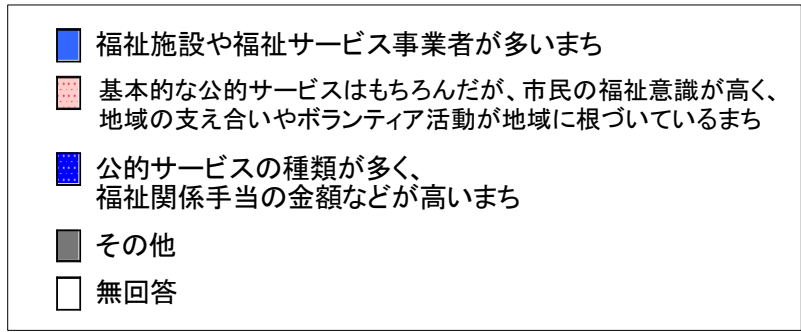 福祉施設や福祉サービス事業者が多いまち
基本的な公的サービスはもちろんだが、市民の福祉意識が高く、
地域の支え合いやボランティア活動が地域に根づいているまち
公的サービスの種類が多く、
福祉関係手当の金額などが高いまち
その他
無回答